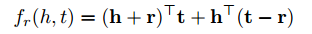 f_r(h, t) = (h + r)^⊤ t + h^⊤ (t − r)